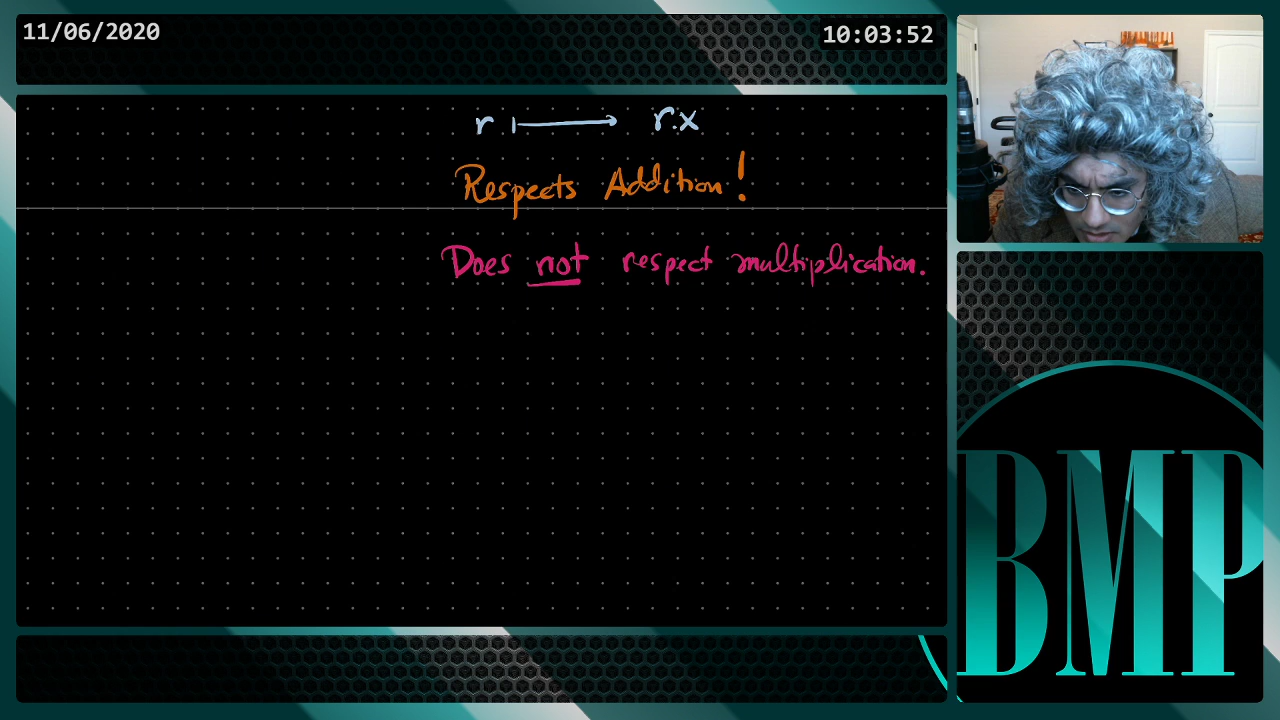 11/06/2020
10:03:52
r ↦ r.x
Respects Addition!
Does not respect multiplication.
BMP